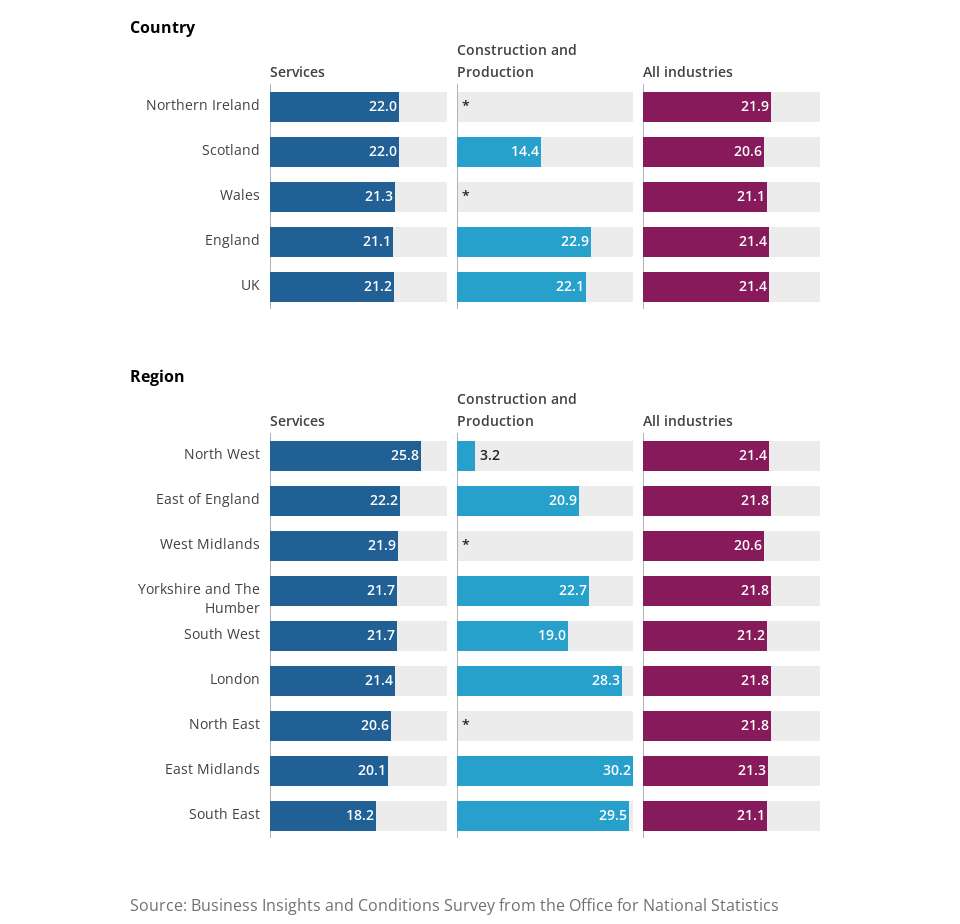 Country
Services
Construction and
Production
All industries
Northern Ireland 22.0 * 21.9
Scotland 22.0 14.4 20.6
Wales 21.3 * 21.1
England 21.1 22.9 21.4
UK 21.2 22.1 21.4
Region
Services
Construction and
Production
All industries
North West 25.8 3.2 21.4
East of England 22.2 20.9 21.8
West Midlands 21.9 * 20.6
Yorkshire and The
Humber 21.7 22.7 21.8
South West 21.7 19.0 21.2
London 21.4 28.3 21.8
North East 20.6 * 21.8
East Midlands 20.1 30.2 21.3
South East 18.2 29.5 21.1
Source: Business Insights and Conditions Survey from the Office for National Statistics